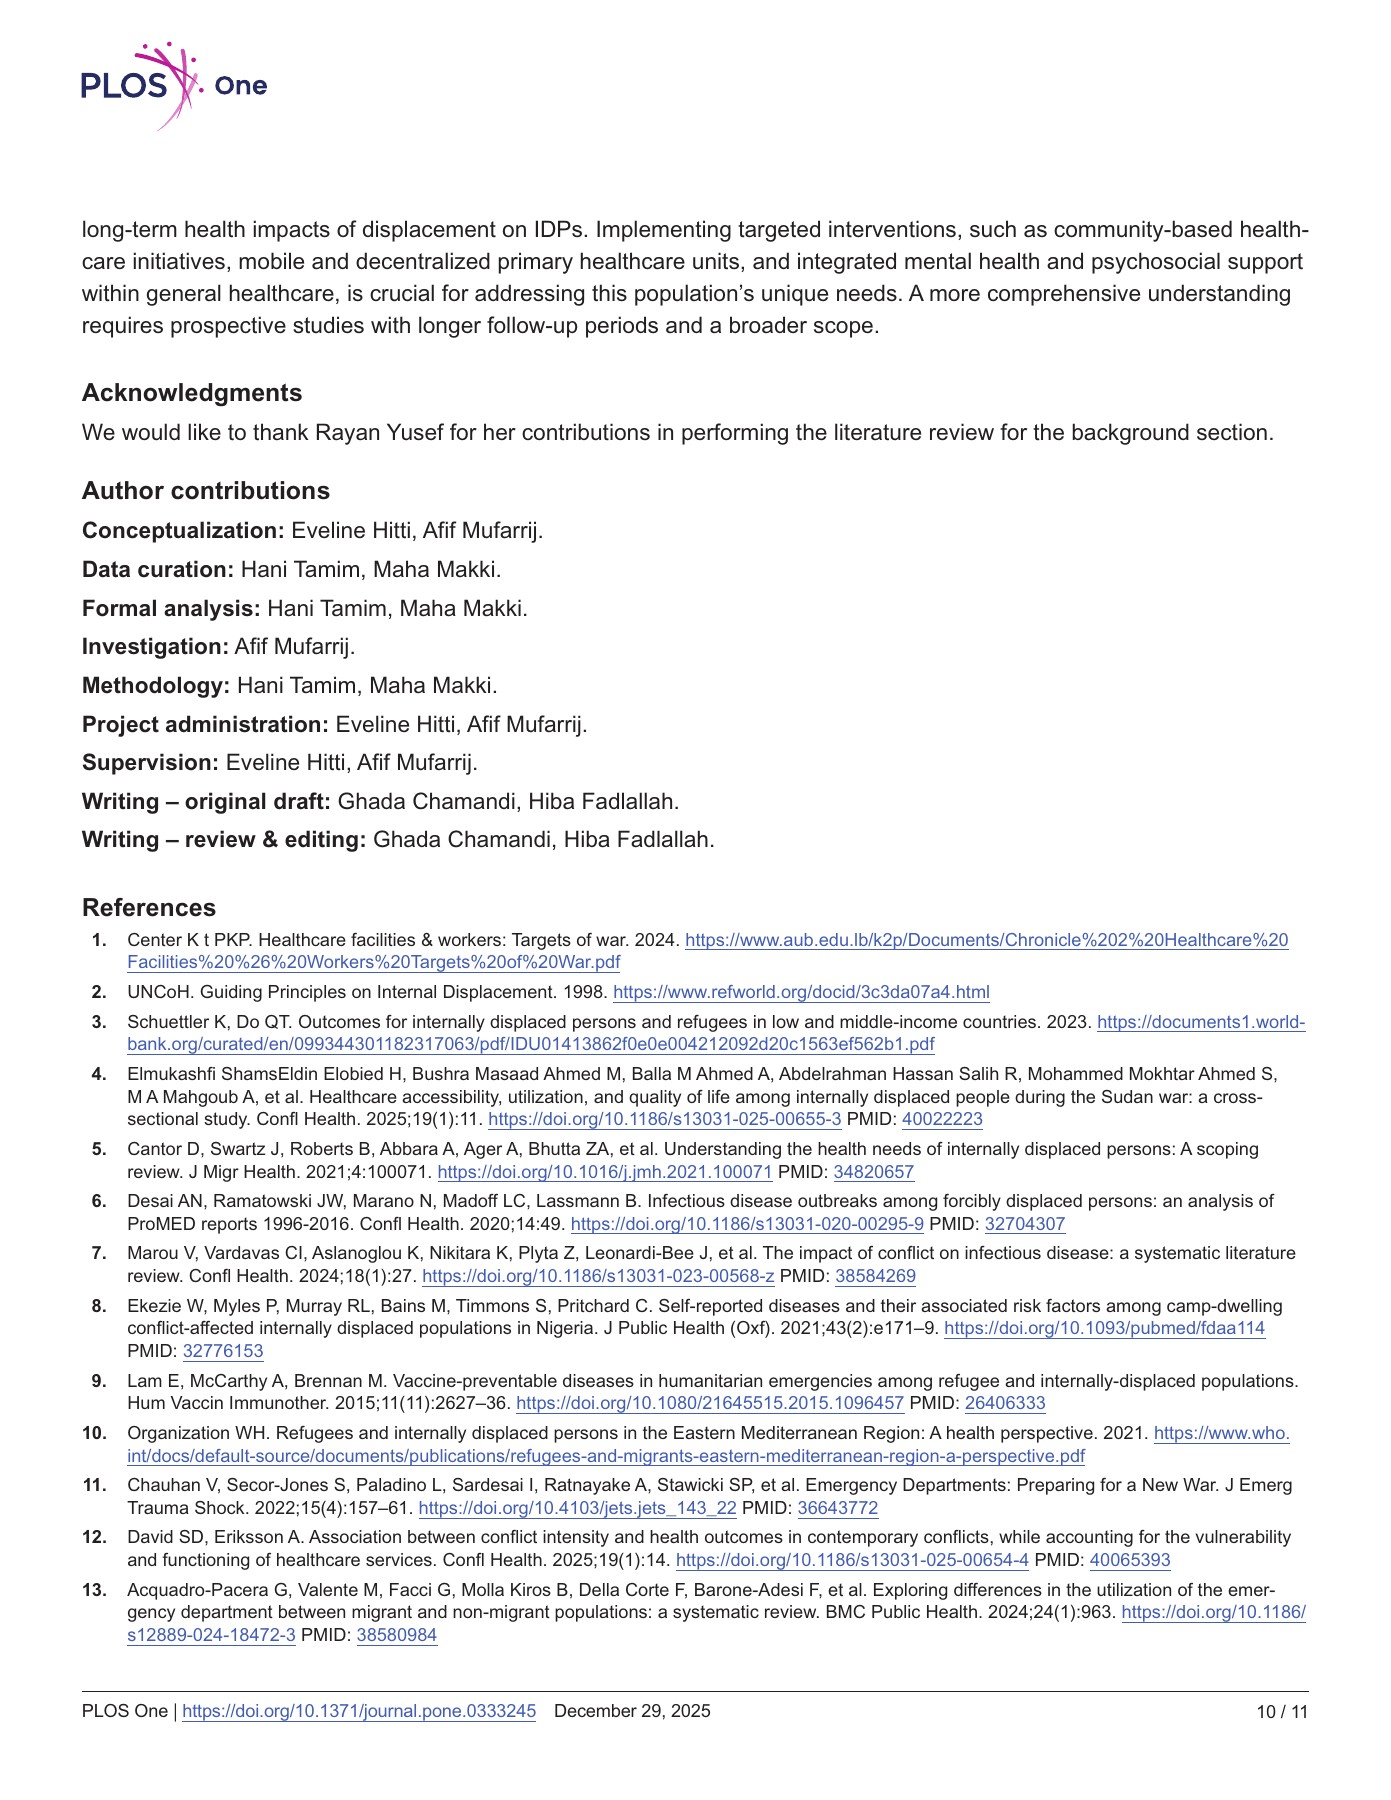 PLOS One
long-term health impacts of displacement on IDPs. Implementing targeted interventions, such as community-based health-
care initiatives, mobile and decentralized primary healthcare units, and integrated mental health and psychosocial support
within general healthcare, is crucial for addressing this population’s unique needs. A more comprehensive understanding
requires prospective studies with longer follow-up periods and a broader scope.
Acknowledgments
We would like to thank Rayan Yusef for her contributions in performing the literature review for the background section.
Author contributions
Conceptualization: Eveline Hitti, Afif Mufarrij.
Data curation: Hani Tamim, Maha Makki.
Formal analysis: Hani Tamim, Maha Makki.
Investigation: Afif Mufarrij.
Methodology: Hani Tamim, Maha Makki.
Project administration: Eveline Hitti, Afif Mufarrij.
Supervision: Eveline Hitti, Afif Mufarrij.
Writing – original draft: Ghada Chamandi, Hiba Fadlallah.
Writing – review & editing: Ghada Chamandi, Hiba Fadlallah.
References
1. Center K t PKP. Healthcare facilities & workers: Targets of war. 2024. https://www.aub.edu.lb/k2p/Documents/Chronicle%202%20Healthcare%20
Facilities%20%26%20Workers%20Targets%20of%20War.pdf
2. UNCoH. Guiding Principles on Internal Displacement. 1998. https://www.refworld.org/docid/3c3da07a4.html
3. Schuettler K, Do QT. Outcomes for internally displaced persons and refugees in low and middle-income countries. 2023. https://documents1.world-
bank.org/curated/en/099344301182317063/pdf/IDU01413862f0e0e004212092d20c1563ef562b1.pdf
4. Elmukashfi ShamsEldin Elobied H, Bushra Masaad Ahmed M, Balla M Ahmed A, Abdelrahman Hassan Salih R, Mohammed Mokhtar Ahmed S,
M A Mahgoub A, et al. Healthcare accessibility, utilization, and quality of life among internally displaced people during the Sudan war: a cross-
sectional study. Confl Health. 2025;19(1):11. https://doi.org/10.1186/s13031-025-00655-3 PMID: 40022223
5. Cantor D, Swartz J, Roberts B, Abbara A, Ager A, Bhutta ZA, et al. Understanding the health needs of internally displaced persons: A scoping
review. J Migr Health. 2021;4:100071. https://doi.org/10.1016/j.jmh.2021.100071 PMID: 34820657
6. Desai AN, Ramatowski JW, Marano N, Madoff LC, Lassmann B. Infectious disease outbreaks among forcibly displaced persons: an analysis of
ProMED reports 1996-2016. Confl Health. 2020;14:49. https://doi.org/10.1186/s13031-020-00295-9 PMID: 32704307
7. Marou V, Vardavas CI, Aslanoglou K, Nikitara K, Plyta Z, Leonardi-Bee J, et al. The impact of conflict on infectious disease: a systematic literature
review. Confl Health. 2024;18(1):27. https://doi.org/10.1186/s13031-023-00568-z PMID: 38584269
8. Ekezie W, Myles P, Murray RL, Bains M, Timmons S, Pritchard C. Self-reported diseases and their associated risk factors among camp-dwelling
conflict-affected internally displaced populations in Nigeria. J Public Health (Oxf). 2021;43(2):e171–9. https://doi.org/10.1093/pubmed/fdaa114
PMID: 32776153
9. Lam E, McCarthy A, Brennan M. Vaccine-preventable diseases in humanitarian emergencies among refugee and internally-displaced populations.
Hum Vaccin Immunother. 2015;11(11):2627–36. https://doi.org/10.1080/21645515.2015.1096457 PMID: 26406333
10. Organization WH. Refugees and internally displaced persons in the Eastern Mediterranean Region: A health perspective. 2021. https://www.who.
int/docs/default-source/documents/publications/refugees-and-migrants-eastern-mediterranean-region-a-perspective.pdf
11. Chauhan V, Secor-Jones S, Paladino L, Sardesai I, Ratnayake A, Stawicki SP, et al. Emergency Departments: Preparing for a New War. J Emerg
Trauma Shock. 2022;15(4):157–61. https://doi.org/10.4103/jets.jets_143_22 PMID: 36643772
12. David SD, Eriksson A. Association between conflict intensity and health outcomes in contemporary conflicts, while accounting for the vulnerability
and functioning of healthcare services. Confl Health. 2025;19(1):14. https://doi.org/10.1186/s13031-025-00654-4 PMID: 40065393
13. Acquadro-Pacera G, Valente M, Facci G, Molla Kiros B, Della Corte F, Barone-Adesi F, et al. Exploring differences in the utilization of the emer-
gency department between migrant and non-migrant populations: a systematic review. BMC Public Health. 2024;24(1):963. https://doi.org/10.1186/
s12889-024-18472-3 PMID: 38580984
PLOS One | https://doi.org/10.1371/journal.pone.0333245 December 29, 2025 10 / 11